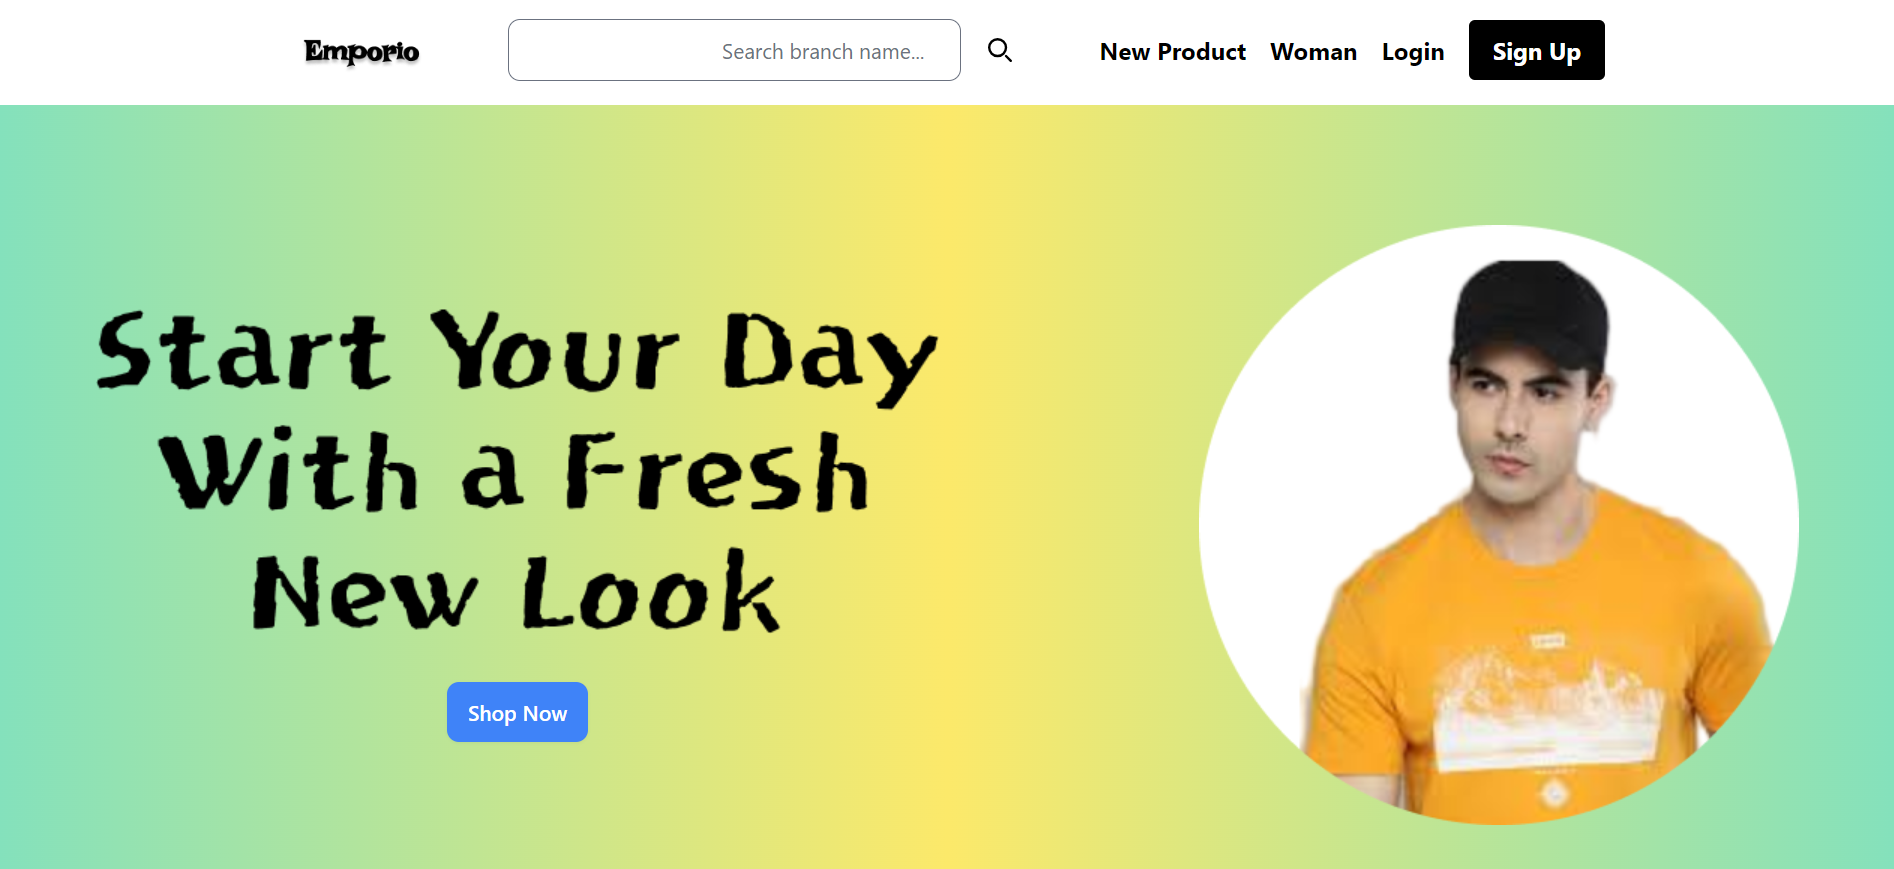 Emporio
Search branch name...
New Product
Woman
Login
Sign Up
Start Your Day
With a Fresh
New Look
Shop Now